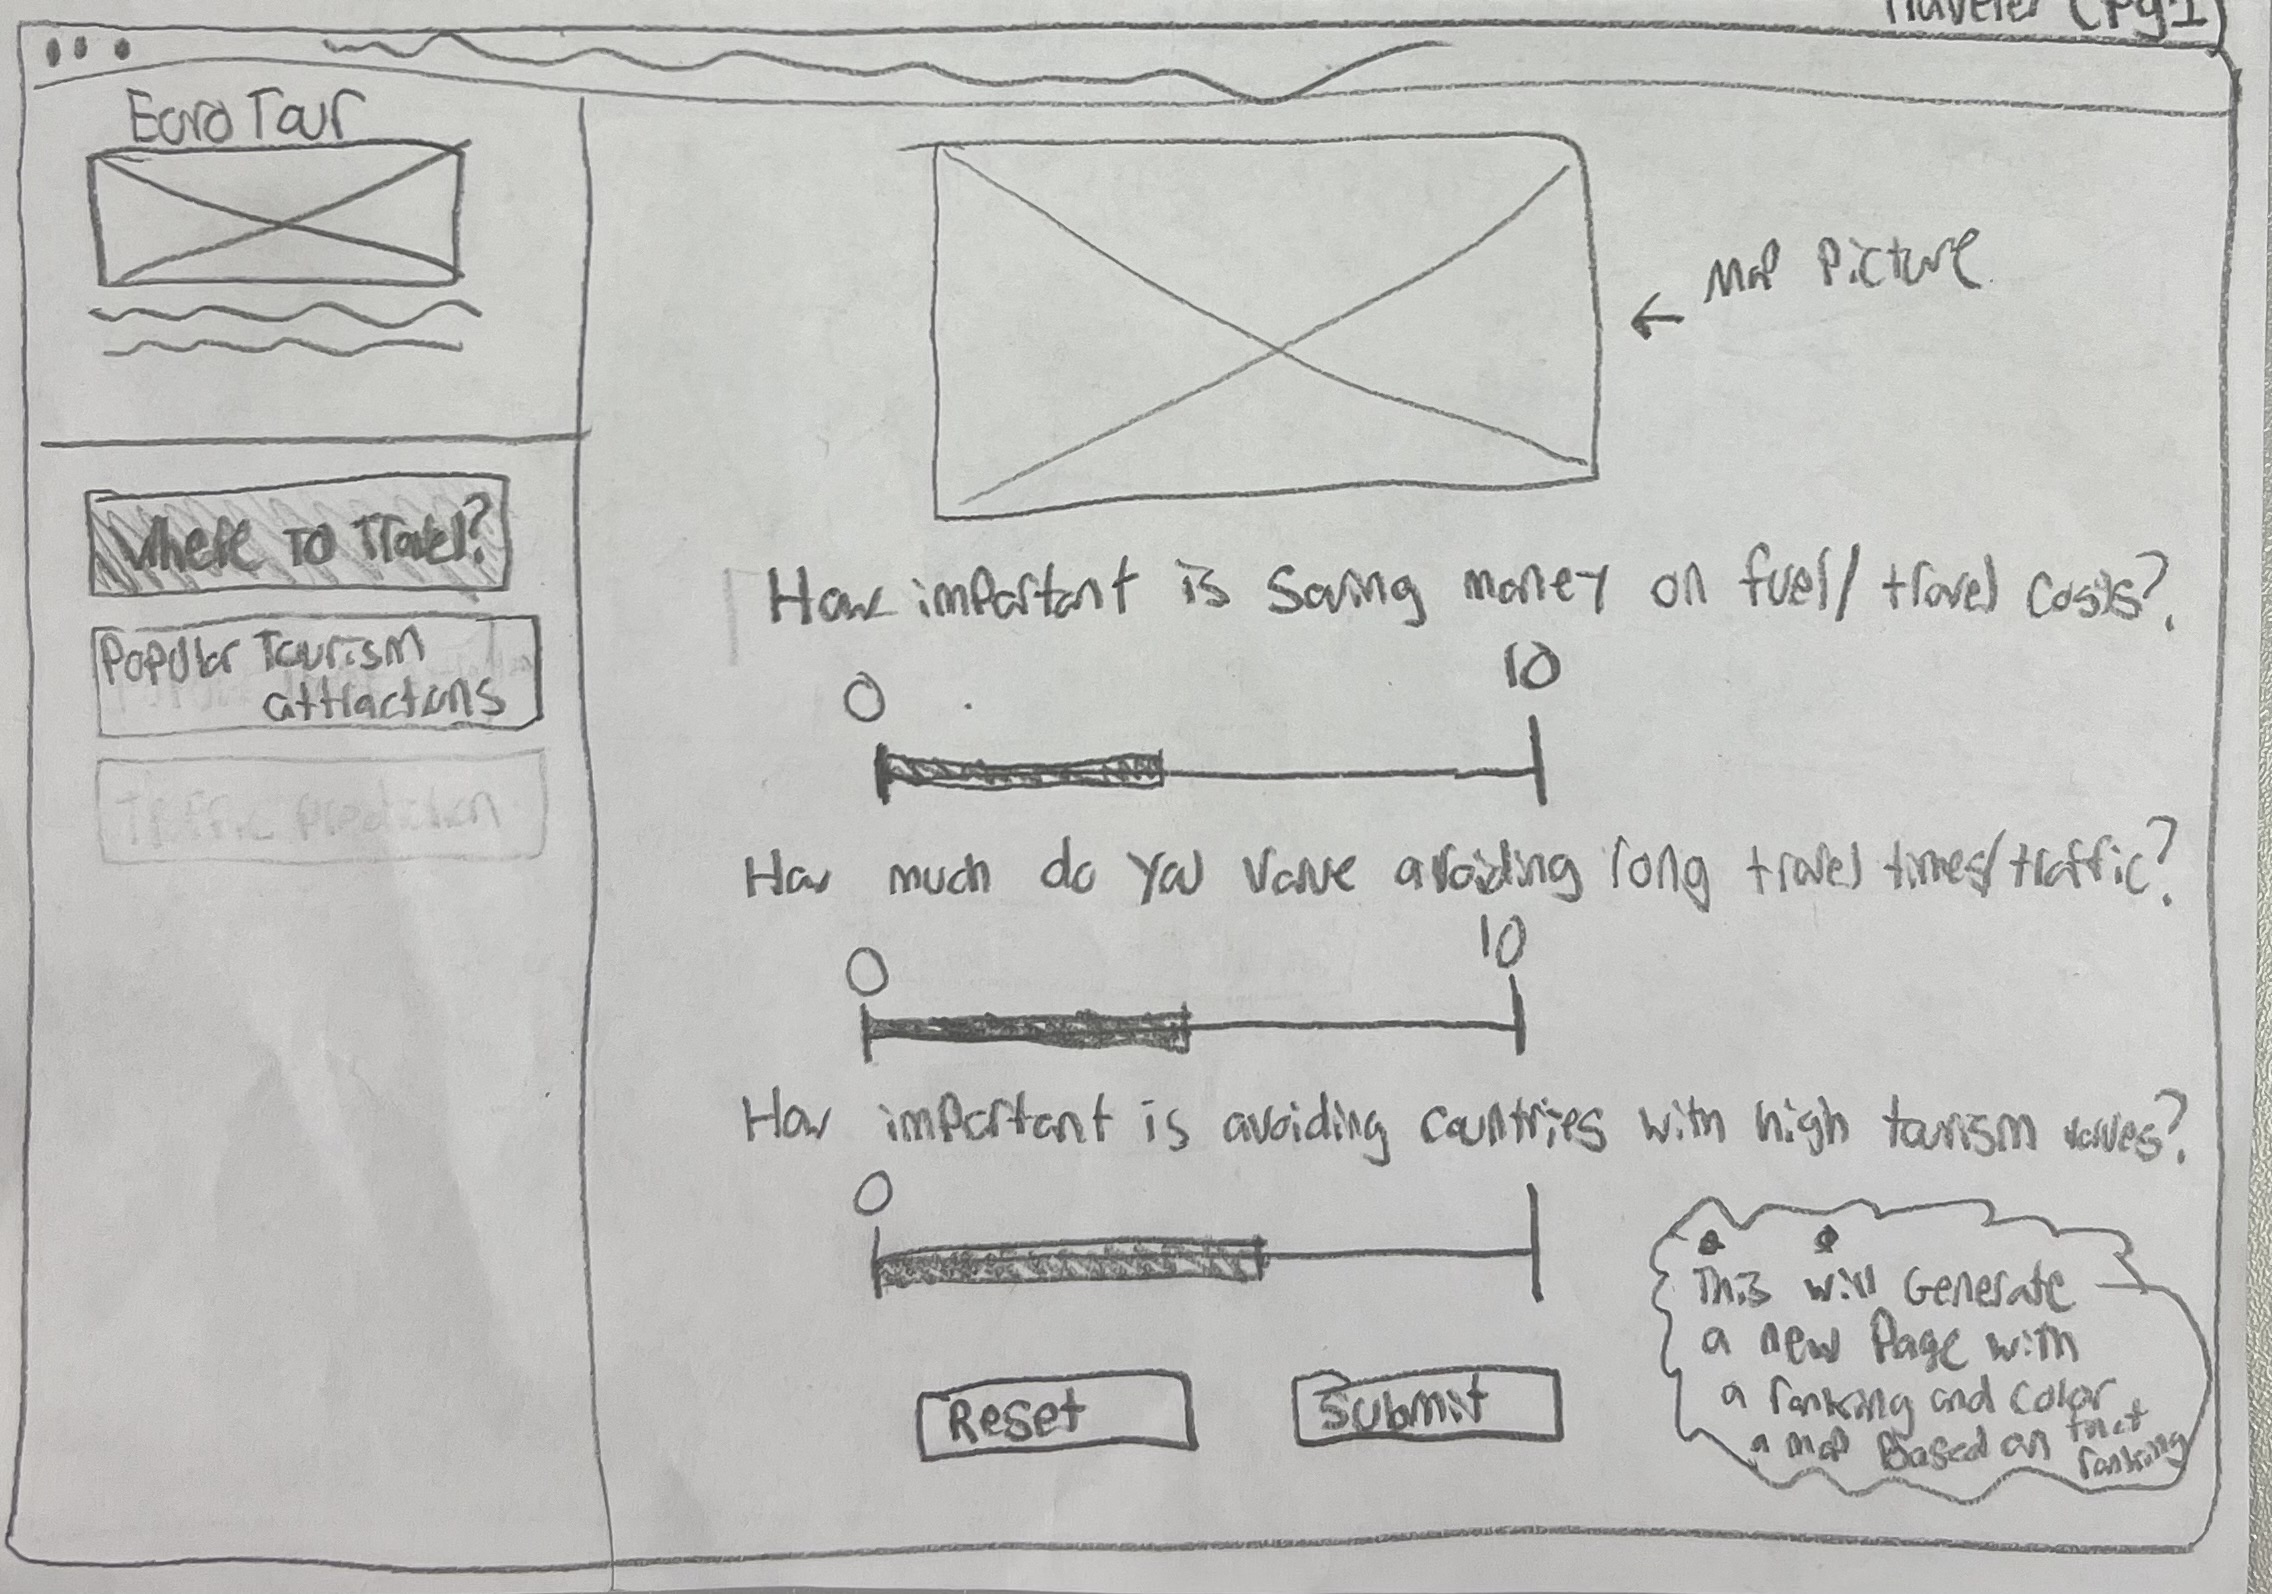 Traveler (Pg.1)
Euro Tour
Map Picture
Where To Travel?
Popular Tourism
attractions
Traffic Prediction
How important is saving money on fuel/travel costs?
0 10
How much do you value avoiding long travel times/traffic?
0 10
How important is avoiding countries with high tourism values?
0
This will Generate
a new Page with
a ranking and color
a map Based on that
ranking
Reset Submit